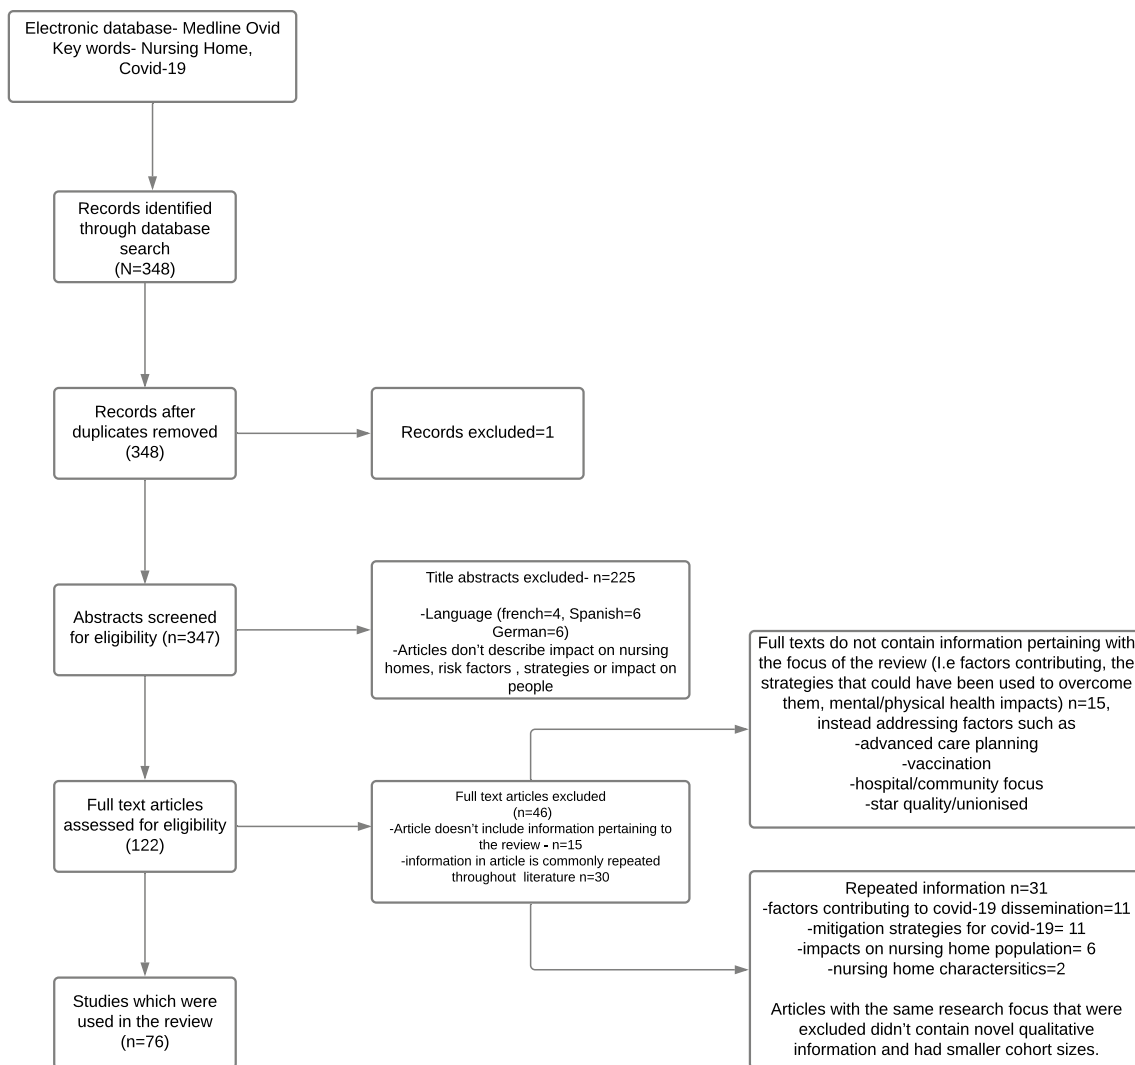 Electronic database- Medline Ovid
Key words- Nursing Home,
Covid-19
Records identified
through database
search
(N=348)
Records after
duplicates removed
(348)
Records excluded=1
Abstracts screened
for eligibility (n=347)
Title abstracts excluded- n=225
-Language (french=4, Spanish=6
German=6)
-Articles don't describe impact on nursing
homes, risk factors , strategies or impact on
people
Full text articles
assessed for eligibility
(122)
Full text articles excluded
(n=46)
-Article doesn't include information pertaining to
the review - n=15
-information in article is commonly repeated
throughout literature n=30
Full texts do not contain information pertaining with
the focus of the review (I.e factors contributing, the
strategies that could have been used to overcome
them, mental/physical health impacts) n=15,
instead addressing factors such as
-advanced care planning
-vaccination
-hospital/community focus
-star quality/unionised
Repeated information n=31
-factors contributing to covid-19 dissemination=11
-mitigation strategies for covid-19= 11
-impacts on nursing home population= 6
-nursing home charactersitics=2
Articles with the same research focus that were
excluded didn't contain novel qualitative
information and had smaller cohort sizes.
Studies which were
used in the review
(n=76)